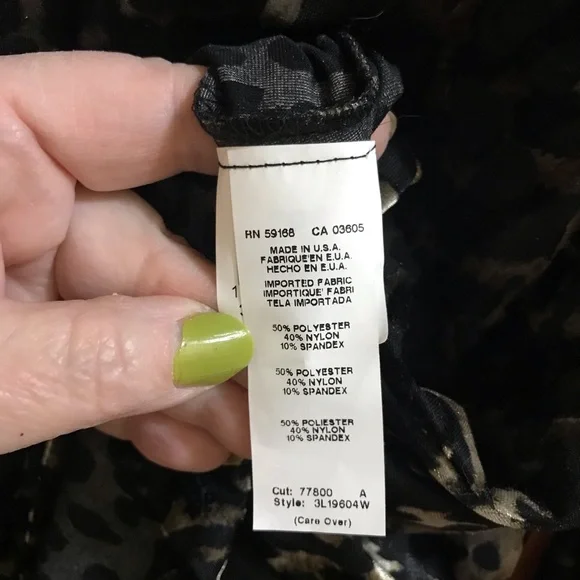 RN 59168 CA 03605
MADE IN U.S.A.
FABRIQUE'EN E.U.A.
HECHO EN E.U.A.
IMPORTED FABRIC
IMPORTIQUE' FABRI
TELA IMPORTADA
50% POLYESTER
40% NYLON
10% SPANDEX
50% POLYESTER
40% NYLON
10% SPANDEX
50% POLIESTER
40% NYLON
10% SPANDEX
Cut: 77800 A
Style: 3L19604W
(Care Over)